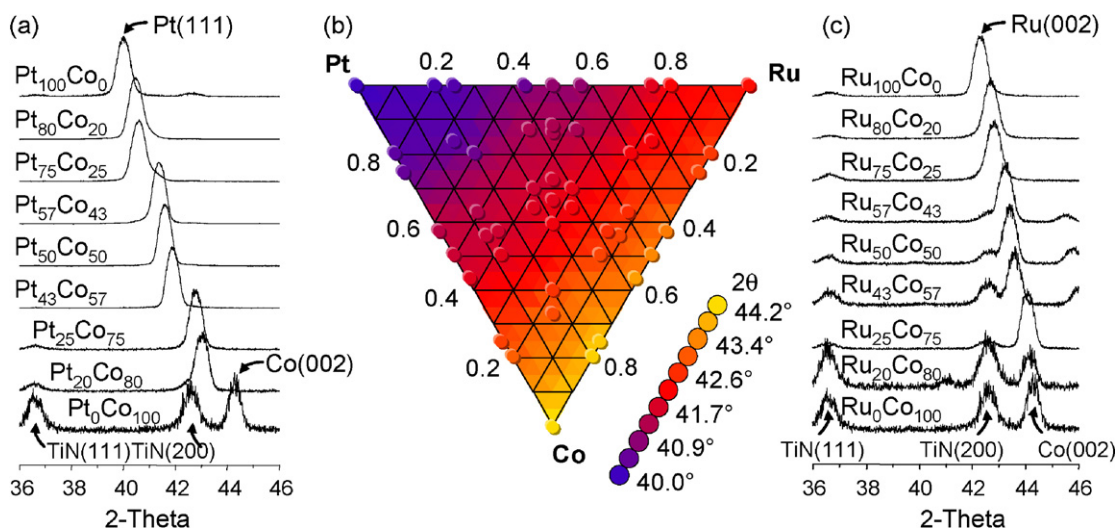 (a)
Pt(111)
Pt₁₀₀Co₀
Pt₈₀Co₂₀
Pt₇₅Co₂₅
Pt₅₇Co₄₃
Pt₅₀Co₅₀
Pt₄₃Co₅₇
Pt₂₅Co₇₅
Co(002)
Pt₂₀Co₈₀
Pt₀Co₁₀₀
TiN(111)TiN(200)
36 38 40 42 44 46
2-Theta
(b)
Pt
0.2 0.4 0.6 0.8
Ru
0.8
0.6
0.4
0.2
0.2
0.4
0.6
0.8
Co
2θ
44.2°
43.4°
42.6°
41.7°
40.9°
40.0°
(c)
Ru(002)
Ru₁₀₀Co₀
Ru₈₀Co₂₀
Ru₇₅Co₂₅
Ru₅₇Co₄₃
Ru₅₀Co₅₀
Ru₄₃Co₅₇
Ru₂₅Co₇₅
Ru₂₀Co₈₀
Ru₀Co₁₀₀
TiN(111) TiN(200) Co(002)
36 38 40 42 44 46
2-Theta